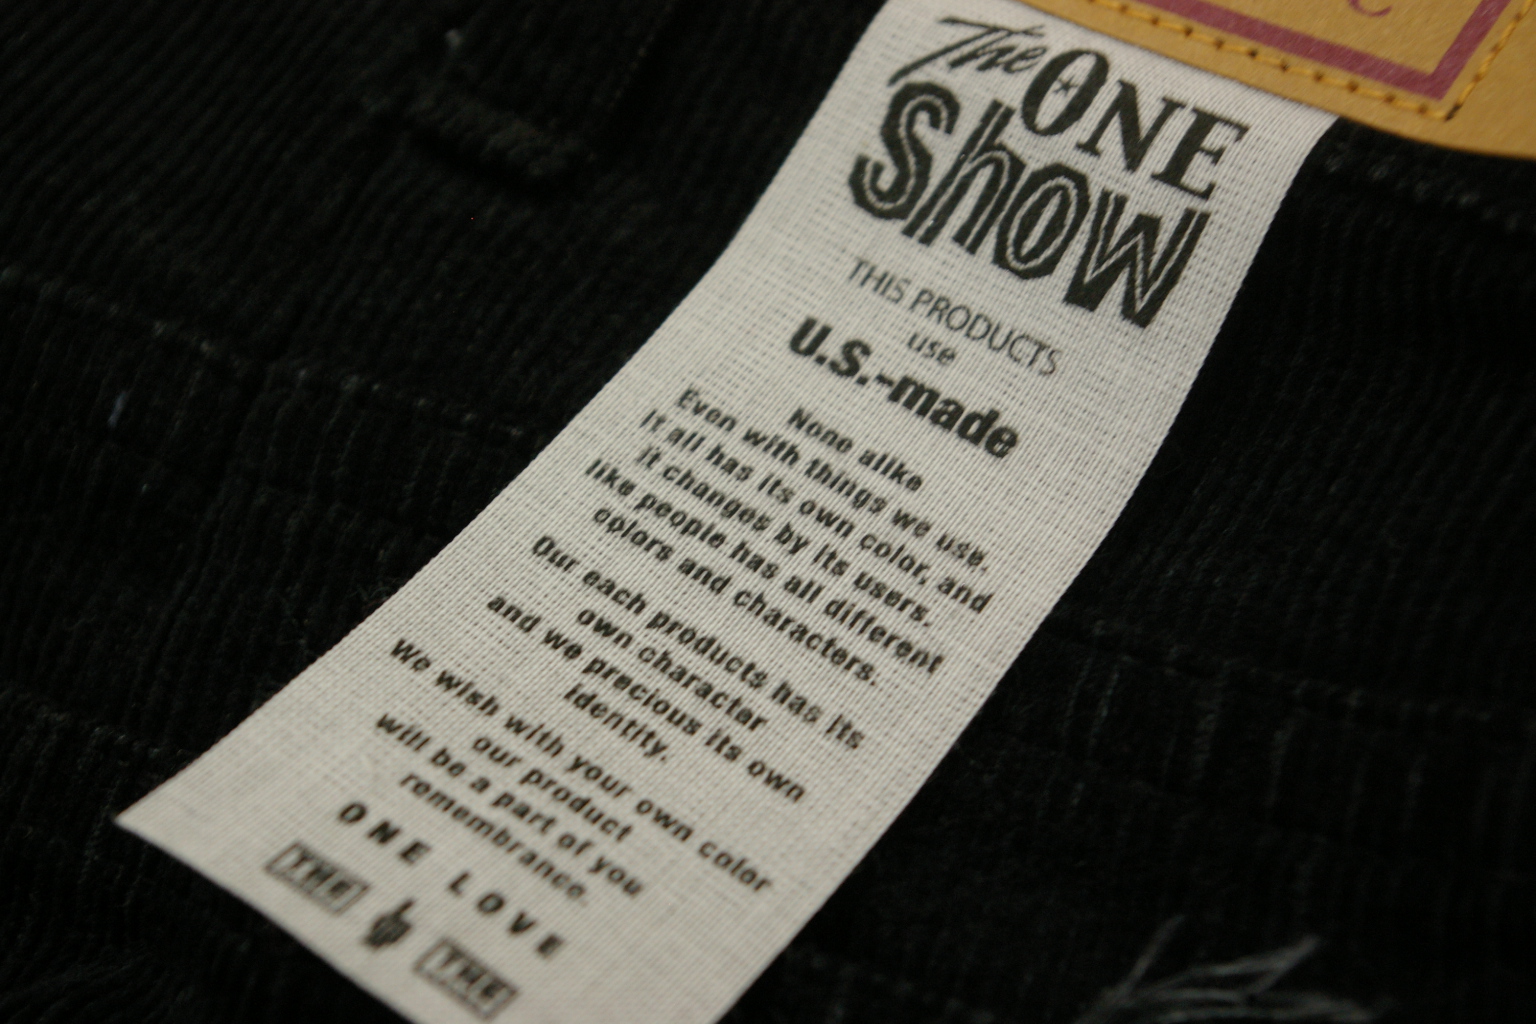 The ONE
Show
THIS PRODUCTS
use
U.S.-made
None alike
Even with things we use,
it all has its own color, and
it changes by its users.
like people has all different
colors and characters.
Our each products has its
own character
and we precious its own
identity.
We wish with your own color
our product
will be a part of you
remembrance.
ONE LOVE
THE THE